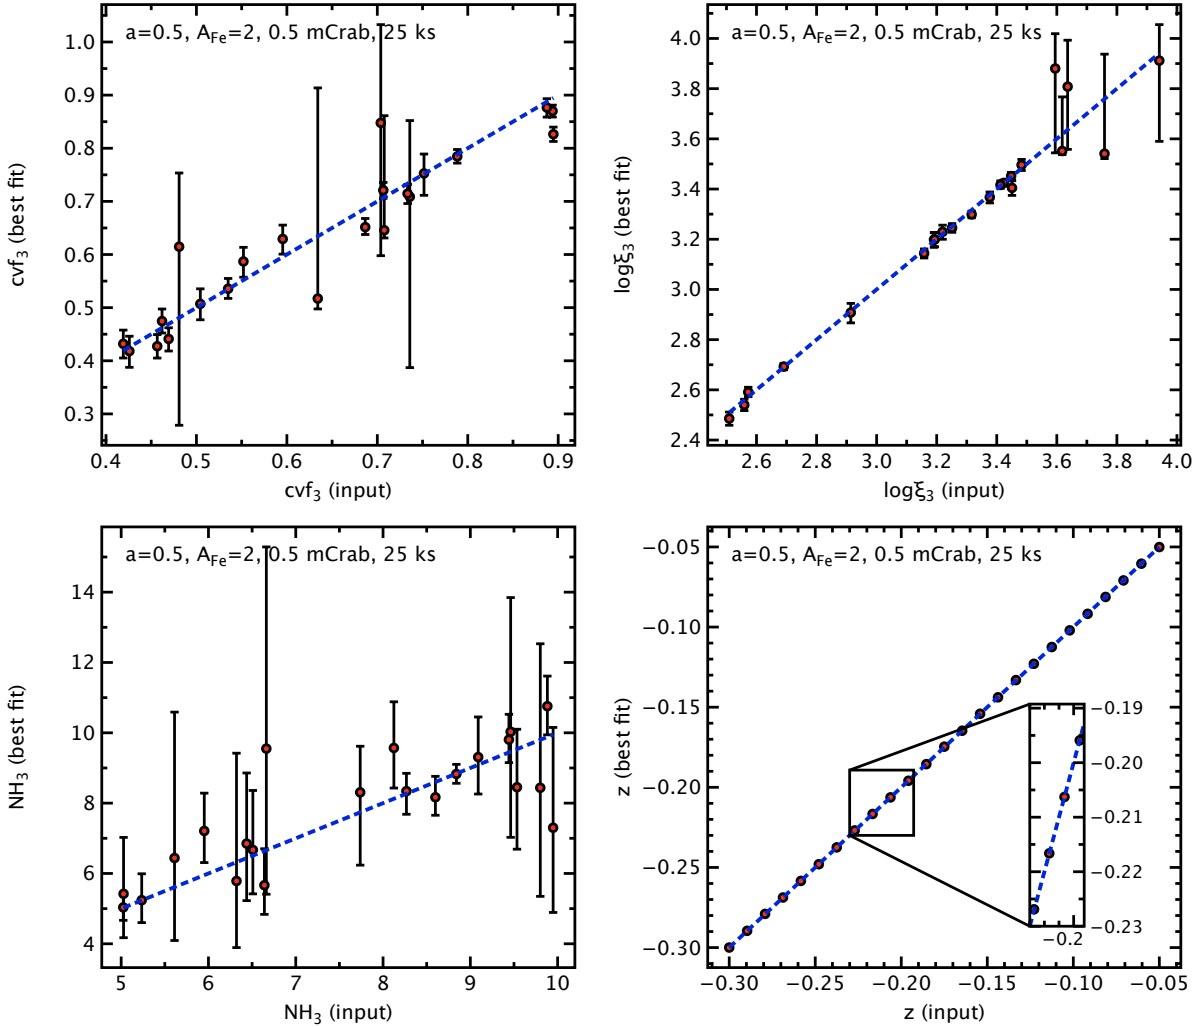 a=0.5, A_Fe=2, 0.5 mCrab, 25 ks
1.0
0.9
0.8
0.7
0.6
0.5
0.4
0.3
cvf₃ (best fit)
0.4 0.5 0.6 0.7 0.8 0.9
cvf₃ (input)
a=0.5, A_Fe=2, 0.5 mCrab, 25 ks
4.0
3.8
3.6
3.4
3.2
3.0
2.8
2.6
2.4
logξ₃ (best fit)
2.6 2.8 3.0 3.2 3.4 3.6 3.8 4.0
logξ₃ (input)
a=0.5, A_Fe=2, 0.5 mCrab, 25 ks
14
12
10
8
6
4
NH₃ (best fit)
5 6 7 8 9 10
NH₃ (input)
a=0.5, A_Fe=2, 0.5 mCrab, 25 ks
−0.05
−0.10
−0.15
−0.20
−0.25
−0.30
z (best fit)
−0.19
−0.20
−0.21
−0.22
−0.23
−0.2
−0.30 −0.25 −0.20 −0.15 −0.10 −0.05
z (input)